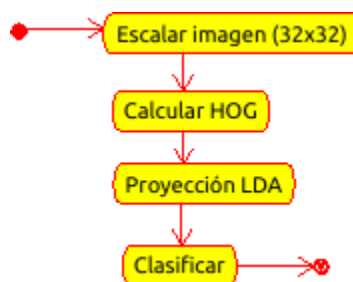 Escalar imagen (32x32)
Calcular HOG
Proyección LDA
Clasificar